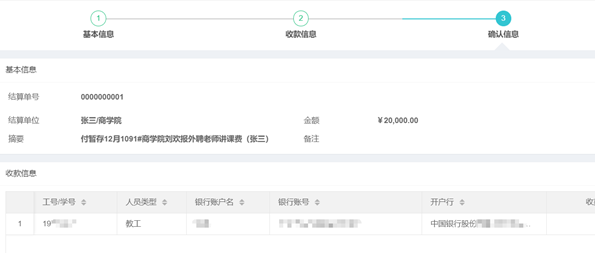 1 2 3
基本信息 收款信息 确认信息
基本信息
结算单号 0000000001
结算单位 张三/商学院 金额 ￥20,000.00
摘要 付暂存12月1091#商学院刘欢报外聘老师讲课费（张三） 备注
收款信息
工号/学号 人员类型 银行账户名 银行账号 开户行
1 19 教工 中国银行股份